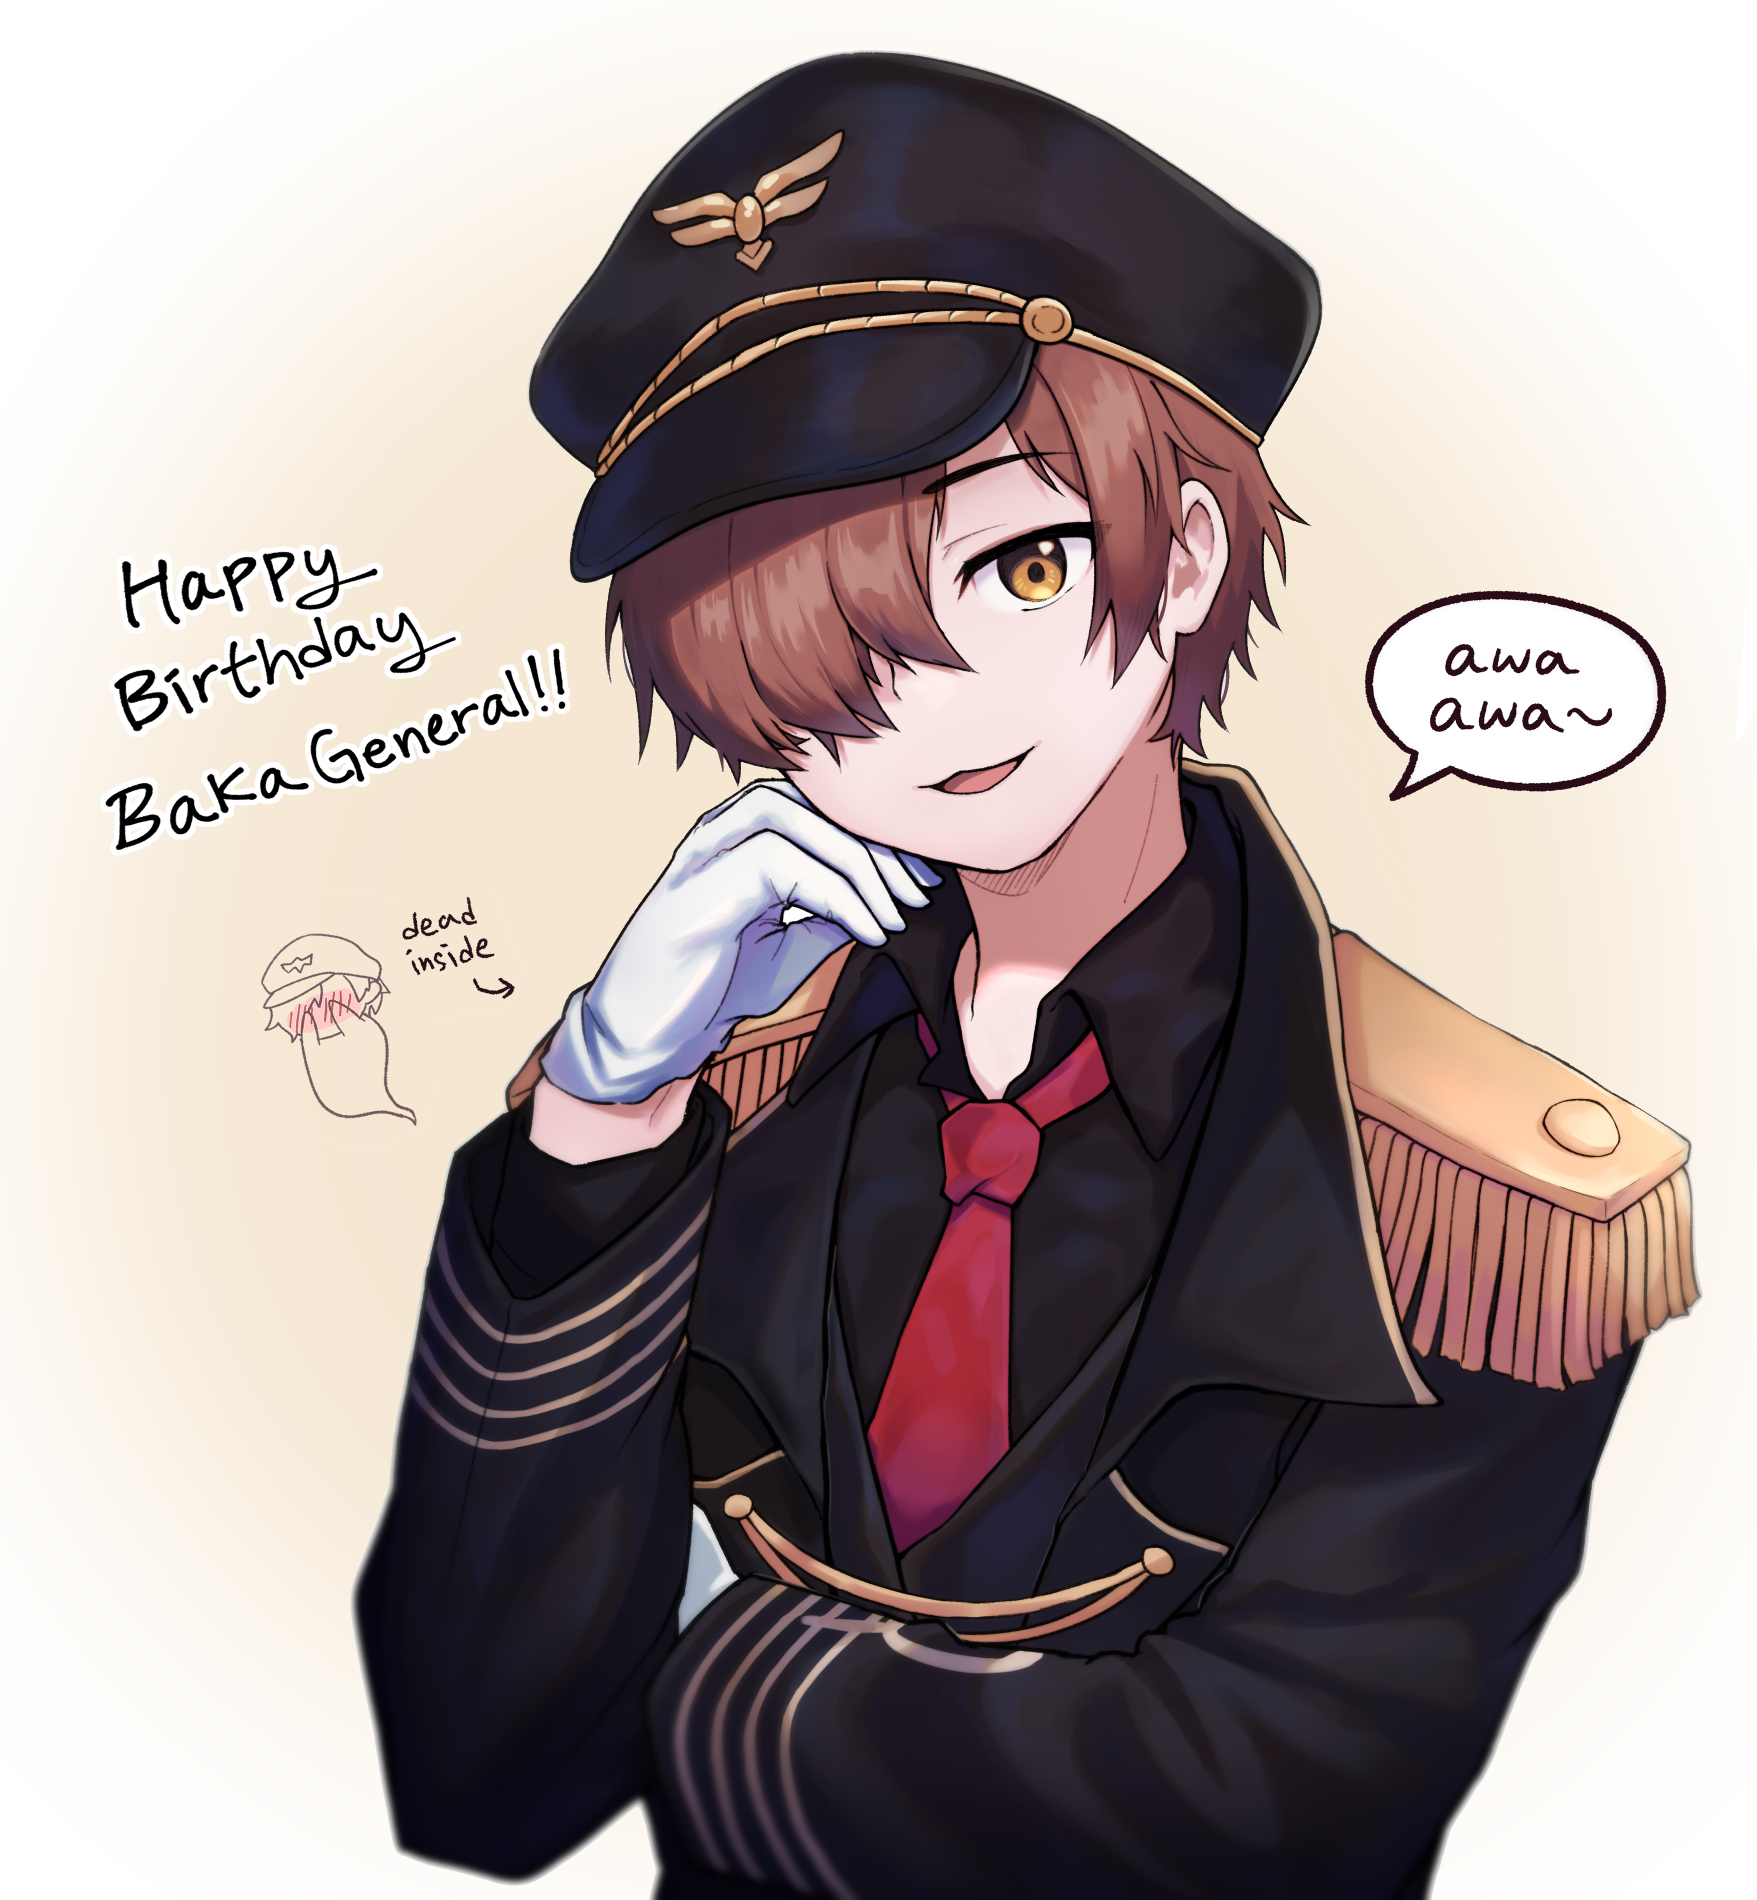 Happy
Birthday
Baka General!!
awa
awa~
dead
inside